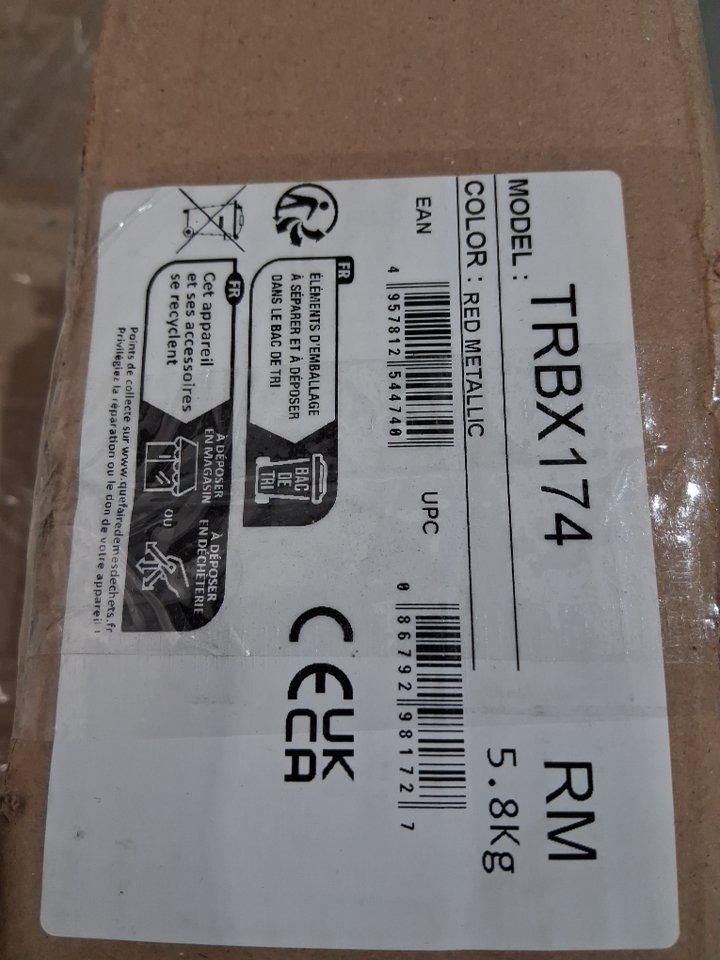 MODEL : TRBX174 RM
COLOR : RED METALLIC 5.8Kg
EAN
4 957812 544740
UPC
0 86792 98172 7
FR
ÉLÉMENTS D'EMBALLAGE
À SÉPARER ET À DÉPOSER
DANS LE BAC DE TRI
BAC
DE
TRI
FR
Cet appareil
et ses accessoires
se recyclent
À DÉPOSER
EN MAGASIN
OU
À DÉPOSER
EN DÉCHÈTERIE
Points de collecte sur www.quefairedemesdechets.fr
Privilégiez la réparation ou le don de votre appareil !
CE
UK
CA